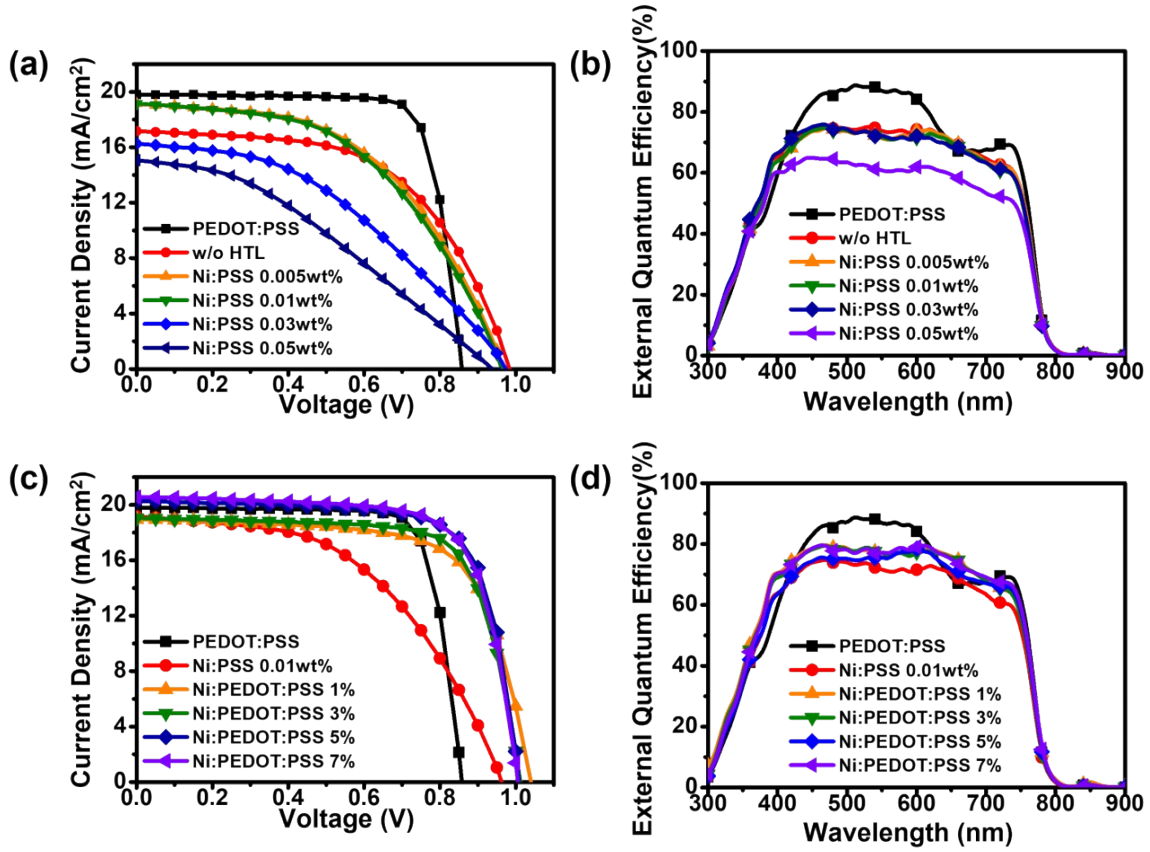 (a)
Current Density (mA/cm²)
20
16
12
8
4
0
PEDOT:PSS
w/o HTL
Ni:PSS 0.005wt%
Ni:PSS 0.01wt%
Ni:PSS 0.03wt%
Ni:PSS 0.05wt%
0.0 0.2 0.4 0.6 0.8 1.0
Voltage (V)
(b)
External Quantum Efficiency(%)
100
80
60
40
20
0
PEDOT:PSS
w/o HTL
Ni:PSS 0.005wt%
Ni:PSS 0.01wt%
Ni:PSS 0.03wt%
Ni:PSS 0.05wt%
300 400 500 600 700 800 900
Wavelength (nm)
(c)
Current Density (mA/cm²)
20
16
12
8
4
0
PEDOT:PSS
Ni:PSS 0.01wt%
Ni:PEDOT:PSS 1%
Ni:PEDOT:PSS 3%
Ni:PEDOT:PSS 5%
Ni:PEDOT:PSS 7%
0.0 0.2 0.4 0.6 0.8 1.0
Voltage (V)
(d)
External Quantum Efficiency(%)
100
80
60
40
20
0
PEDOT:PSS
Ni:PSS 0.01wt%
Ni:PEDOT:PSS 1%
Ni:PEDOT:PSS 3%
Ni:PEDOT:PSS 5%
Ni:PEDOT:PSS 7%
300 400 500 600 700 800 900
Wavelength (nm)